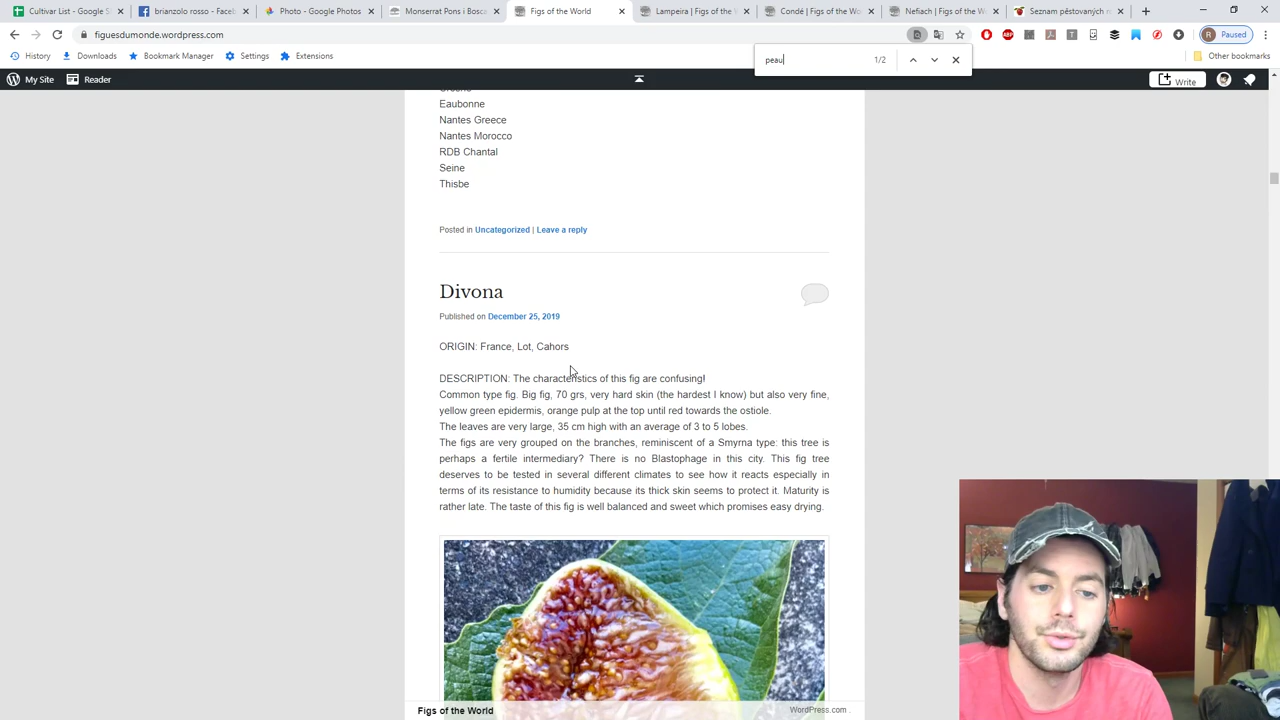 Cultivar List - Google S
brianzolo rosso - Faceb
Photo - Google Photos
Monserrat Pons i Bosca
Figs of the World
Lampeira | Figs of the W
Condé | Figs of the Wo
Nefiach | Figs of the Wo
Seznam pěstovaných o
figuesdumonde.wordpress.com
Paused
History
Downloads
Bookmark Manager
Settings
Extensions
Other bookmarks
peau
1/2
My Site
Reader
Write
Eaubonne
Nantes Greece
Nantes Morocco
RDB Chantal
Seine
Thisbe
Posted in Uncategorized | Leave a reply
Divona
Published on December 25, 2019
ORIGIN: France, Lot, Cahors
DESCRIPTION: The characteristics of this fig are confusing!
Common type fig. Big fig, 70 grs, very hard skin (the hardest I know) but also very fine,
yellow green epidermis, orange pulp at the top until red towards the ostiole.
The leaves are very large, 35 cm high with an average of 3 to 5 lobes.
The figs are very grouped on the branches, reminiscent of a Smyrna type: this tree is
perhaps a fertile intermediary? There is no Blastophage in this city. This fig tree
deserves to be tested in several different climates to see how it reacts especially in
terms of its resistance to humidity because its thick skin seems to protect it. Maturity is
rather late. The taste of this fig is well balanced and sweet which promises easy drying.
Figs of the World
WordPress.com .